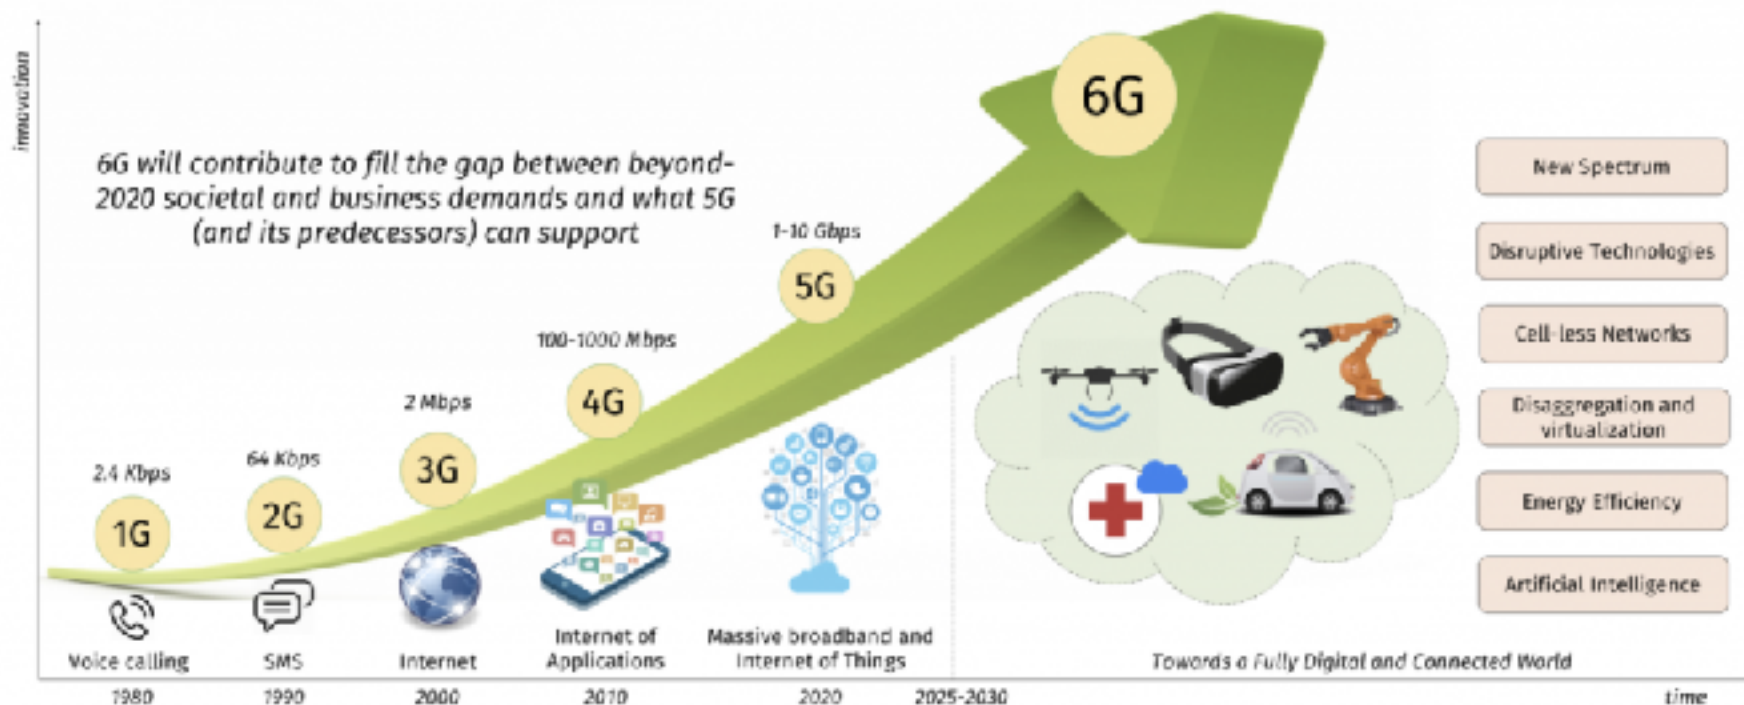 innovation
6G will contribute to fill the gap between beyond-
2020 societal and business demands and what 5G
(and its predecessors) can support
2.4 Kbps
1G
Voice calling
1980
64 Kbps
2G
SMS
1990
2 Mbps
3G
Internet
2000
100-1000 Mbps
4G
Internet of
Applications
2010
1-10 Gbps
5G
Massive broadband and
Internet of Things
2020
6G
Towards a Fully Digital and Connected World
2025-2030
New Spectrum
Disruptive Technologies
Cell-less Networks
Disaggregation and
virtualization
Energy Efficiency
Artificial Intelligence
time